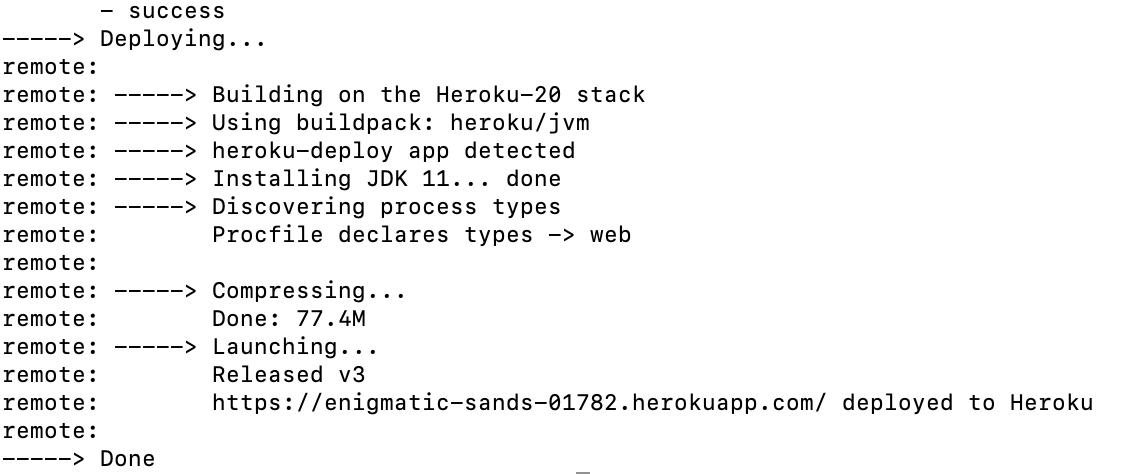 – success
-----> Deploying...
remote:
remote: -----> Building on the Heroku-20 stack
remote: -----> Using buildpack: heroku/jvm
remote: -----> heroku-deploy app detected
remote: -----> Installing JDK 11... done
remote: -----> Discovering process types
remote:        Procfile declares types -> web
remote:
remote: -----> Compressing...
remote:        Done: 77.4M
remote: -----> Launching...
remote:        Released v3
remote:        https://enigmatic-sands-01782.herokuapp.com/ deployed to Heroku
remote:
-----> Done